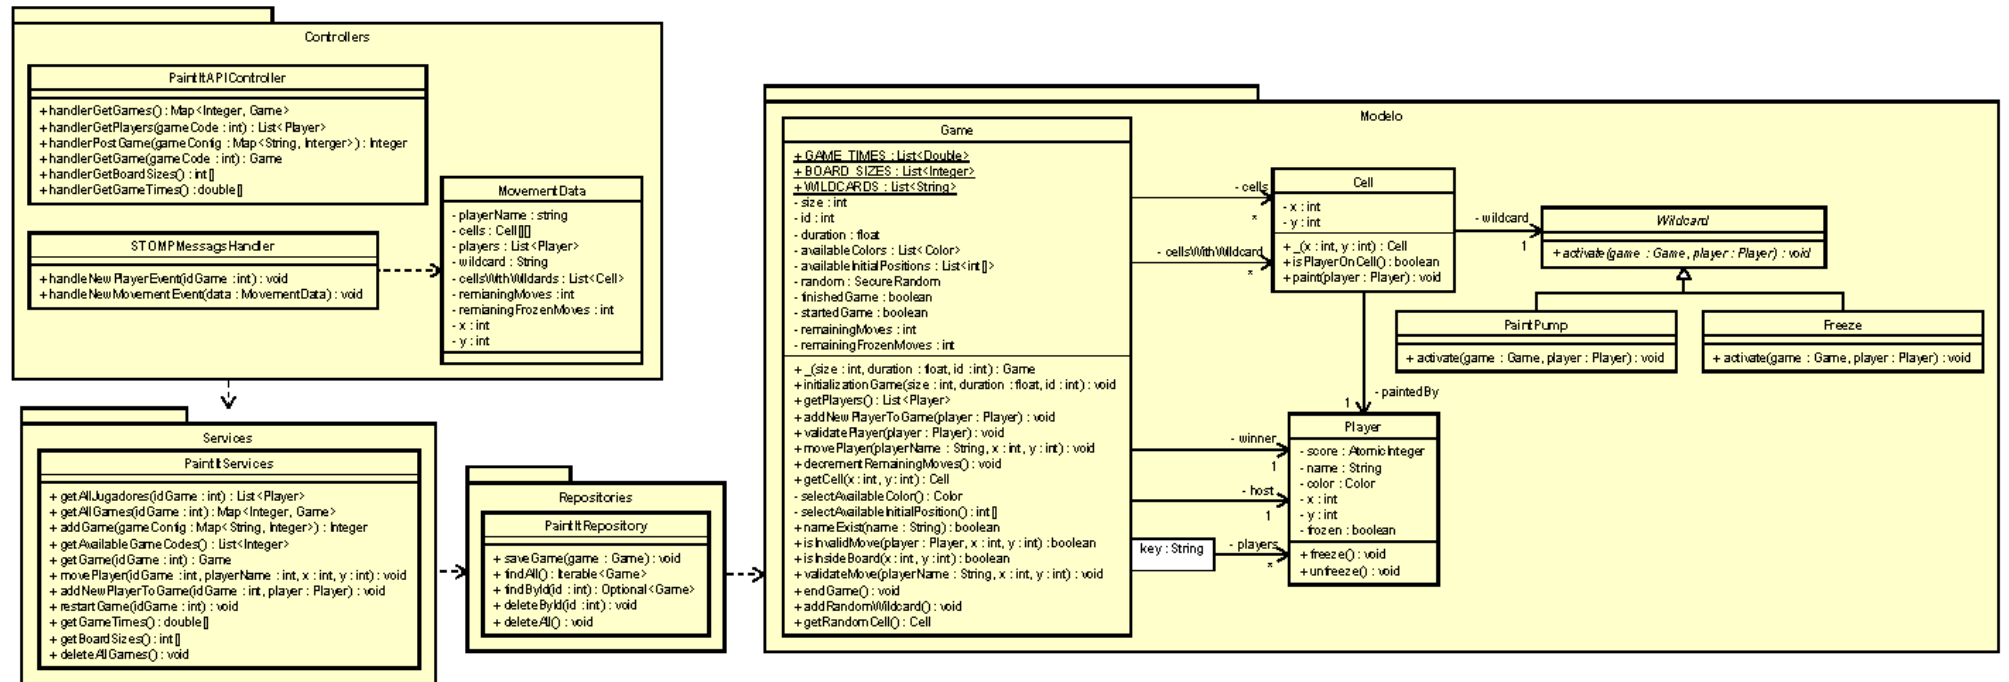 Controllers
PaintItAPIController
+ handlerGetGames() : Map<Integer, Game>
+ handlerGetPlayers(gameCode : int) : List<Player>
+ handlerPostGame(gameConfig : Map<String, Interger>) : Integer
+ handlerGetGame(gameCode : int) : Game
+ handlerGetBoardSizes() : int[]
+ handlerGetGameTimes() : double[]
STOMPMessagsHandler
+ handleNewPlayerEvent(idGame : int) : void
+ handleNewMovementEvent(data : MovementData) : void
MovementData
- playerName : string
- cells : Cell[][]
- players : List<Player>
- wildcard : String
- cellsWithWildards : List<Cell>
- remianingMoves : int
- remianingFrozenMoves : int
- x : int
- y : int
Services
PaintItServices
+ getAllJugadores(idGame : int) : List<Player>
+ getAllGames(idGame : int) : Map<Integer, Game>
+ addGame(gameConfig : Map<String, Integer>) : Integer
+ getAvailableGameCodes() : List<Integer>
+ getGame(idGame : int) : Game
+ movePlayer(idGame : int, playerName : int, x : int, y : int) : void
+ addNewPlayerToGame(idGame : int, player : Player) : void
+ restartGame(idGame : int) : void
+ getGameTimes() : double[]
+ getBoardSizes() : int[]
+ deleteAllGames() : void
Repositories
PaintItRepository
+ saveGame(game : Game) : void
+ findAll() : Iterable<Game>
+ findById(id : int) : Optional<Game>
+ deleteById(id : int) : void
+ deleteAll() : void
Modelo
Game
+ GAME_TIMES : List<Double>
+ BOARD_SIZES : List<Integer>
+ WILDCARDS : List<String>
- size : int
- id : int
- duration : float
- availableColors : List<Color>
- availableInitialPositions : List<int[]>
- random : SecureRandom
- finishedGame : boolean
- startedGame : boolean
- remainingMoves : int
- remainingFrozenMoves : int
+ _(size : int, duration : float, id : int) : Game
+ initializationGame(size : int, duration : float, id : int) : void
+ getPlayers() : List<Player>
+ addNewPlayerToGame(player : Player) : void
+ validatePlayer(player : Player) : void
+ movePlayer(playerName : String, x : int, y : int) : void
+ decrementRemainingMoves() : void
+ getCell(x : int, y : int) : Cell
- selectAvailableColor() : Color
- selectAvailableInitialPosition() : int[]
+ nameExist(name : String) : boolean
+ isInvalidMove(player : Player, x : int, y : int) : boolean
+ isInsideBoard(x : int, y : int) : boolean
+ validateMove(playerName : String, x : int, y : int) : void
+ endGame() : void
+ addRandomWildcard() : void
+ getRandomCell() : Cell
- cells
*
- cellsWithWildcard
*
Cell
- x : int
- y : int
+ _(x : int, y : int) : Cell
+ isPlayerOnCell() : boolean
+ paint(player : Player) : void
- wildcard
1
Wildcard
+ activate(game : Game, player : Player) : void
PaintPump
+ activate(game : Game, player : Player) : void
Freeze
+ activate(game : Game, player : Player) : void
- paintedBy
1
- winner
1
- host
1
key : String
- players
*
Player
- score : AtomicInteger
- name : String
- color : Color
- x : int
- y : int
- frozen : boolean
+ freeze() : void
+ unfreeze() : void